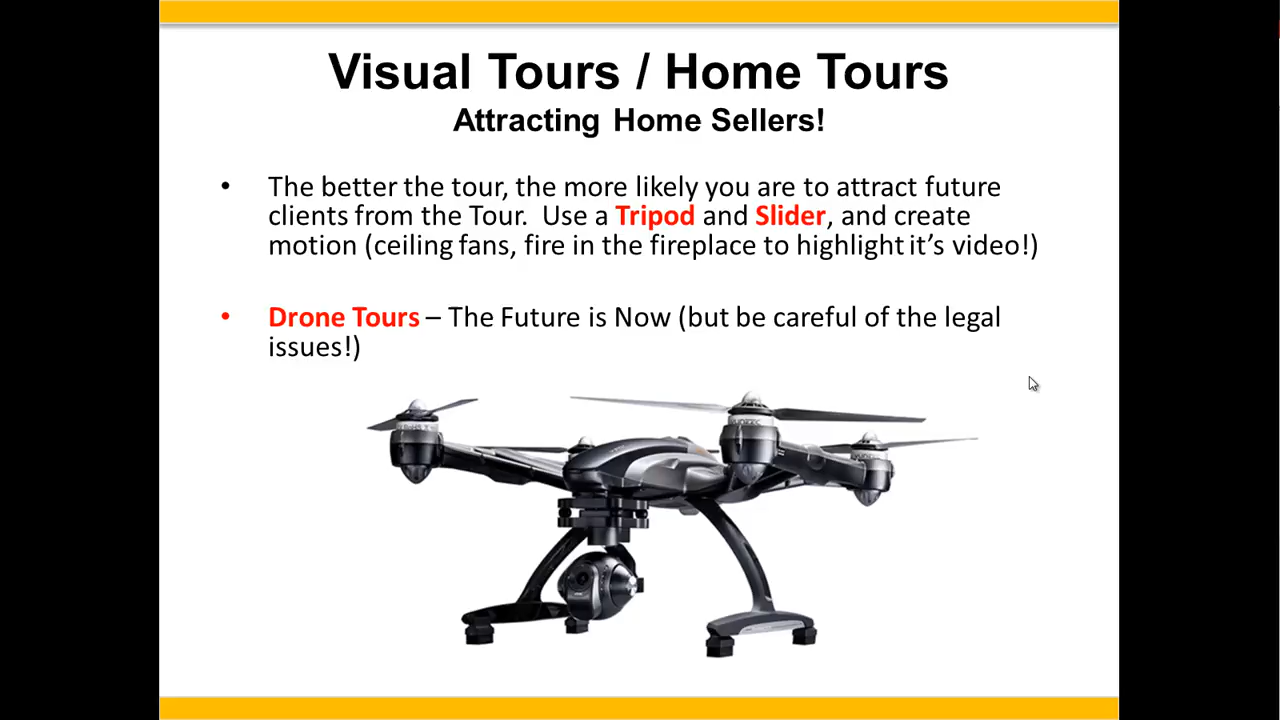 Visual Tours / Home Tours
Attracting Home Sellers!
• The better the tour, the more likely you are to attract future
clients from the Tour. Use a Tripod and Slider, and create
motion (ceiling fans, fire in the fireplace to highlight it’s video!)
• Drone Tours – The Future is Now (but be careful of the legal
issues!)